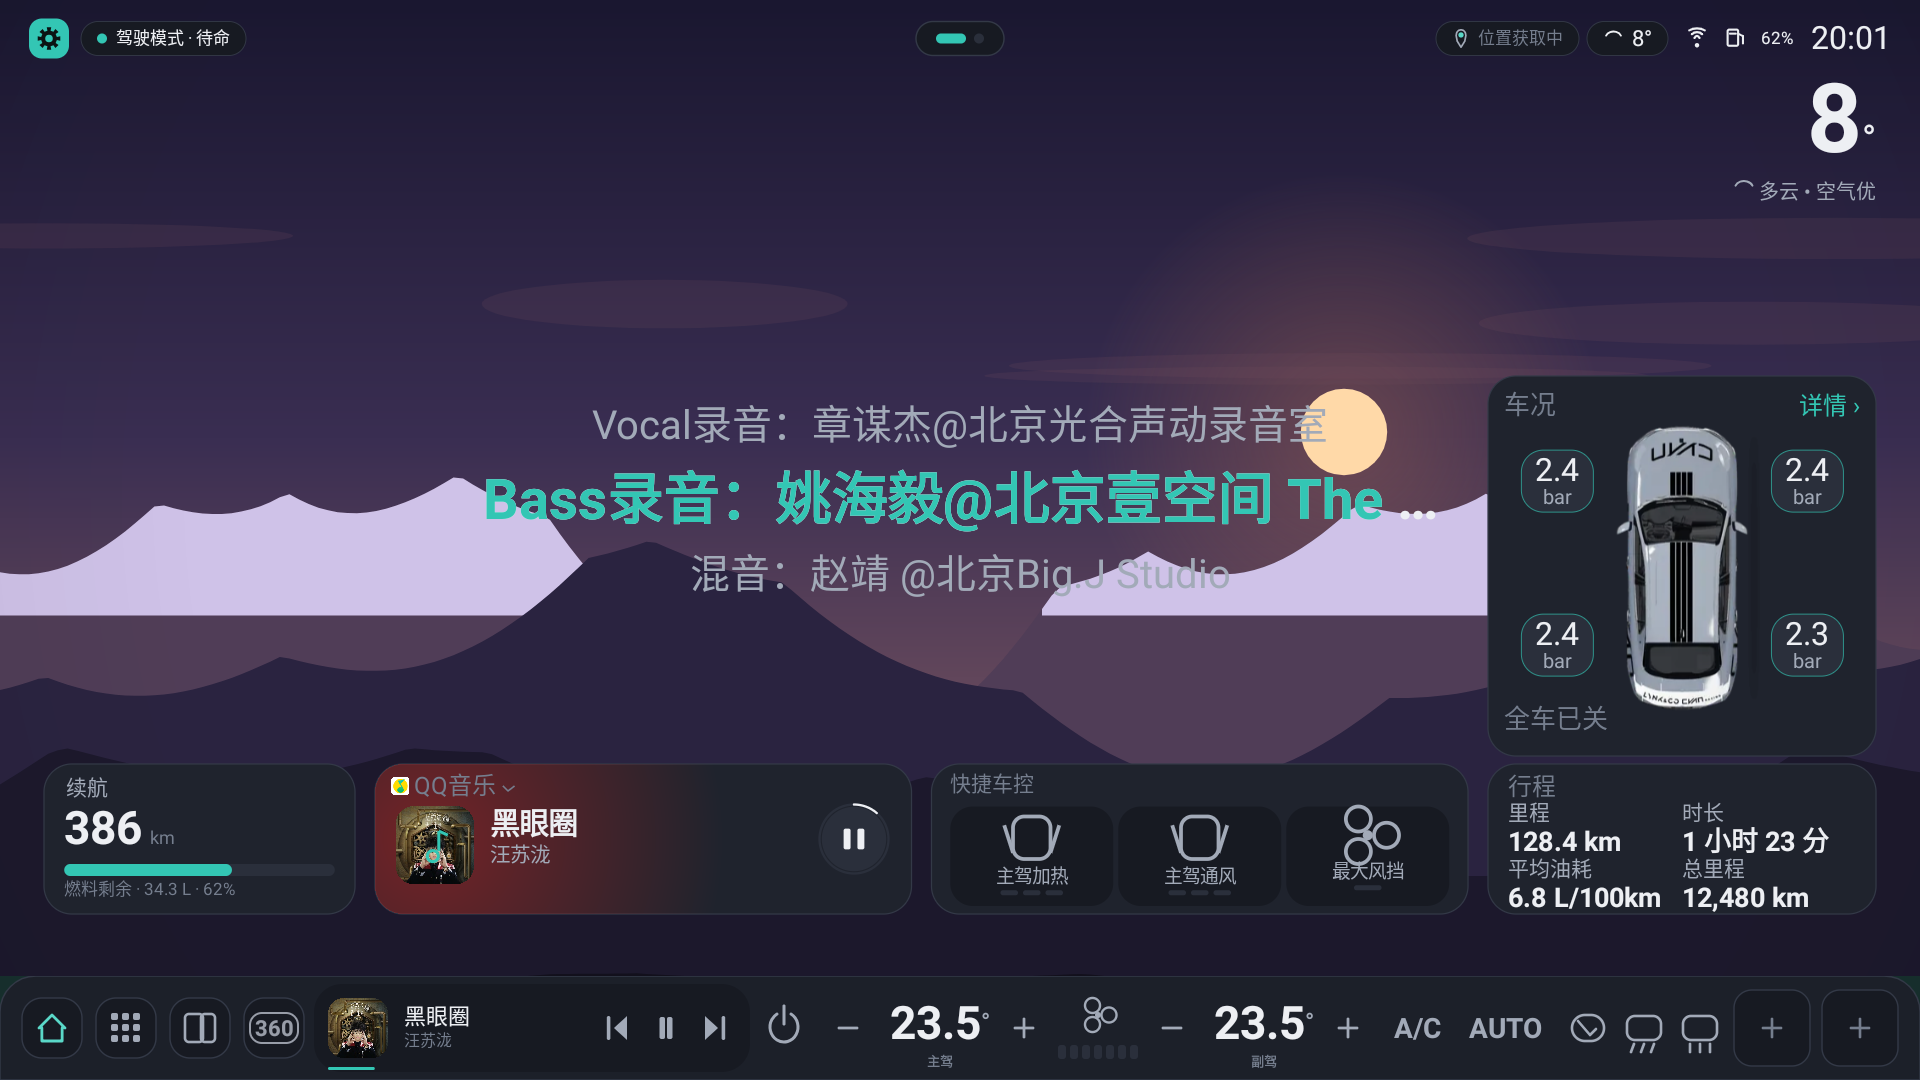 驾驶模式 · 待命
位置获取中
8°
62%
20:01
8°
多云 • 空气优
Vocal录音：章谋杰@北京光合声动录音室
Bass录音：姚海毅@北京壹空间 The ...
混音：赵靖 @北京Big.J Studio
车况
详情 ›
2.4 bar
2.4 bar
2.4 bar
2.3 bar
全车已关
续航
386 km
燃料剩余 · 34.3 L · 62%
QQ音乐
黑眼圈
汪苏泷
快捷车控
主驾加热
主驾通风
最大风挡
行程
里程
128.4 km
时长
1 小时 23 分
平均油耗
6.8 L/100km
总里程
12,480 km
360
黑眼圈
汪苏泷
23.5°
主驾
23.5°
副驾
A/C
AUTO